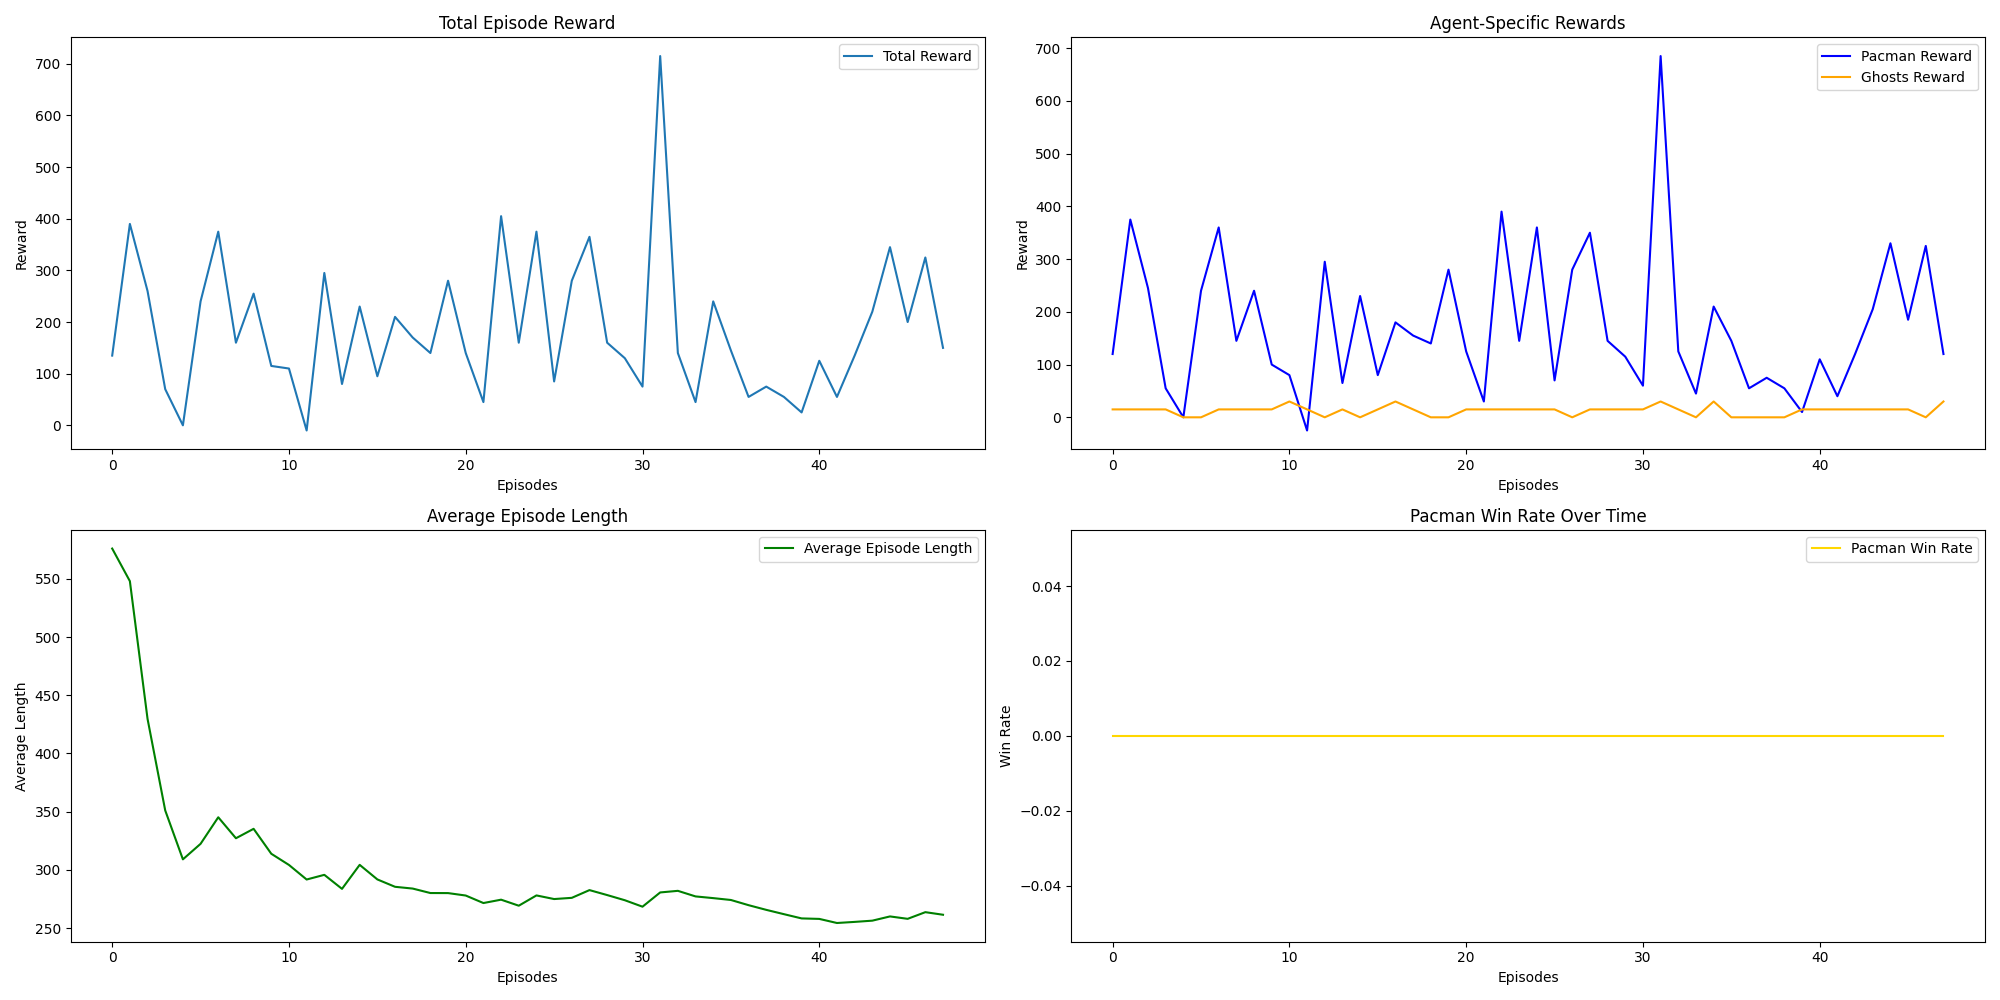 Total Episode Reward
Total Reward
700
600
500
400
300
200
100
0
Reward
0 10 20 30 40
Episodes
Agent-Specific Rewards
Pacman Reward
Ghosts Reward
700
600
500
400
300
200
100
0
Reward
0 10 20 30 40
Episodes
Average Episode Length
Average Episode Length
550
500
450
400
350
300
250
Average Length
0 10 20 30 40
Episodes
Pacman Win Rate Over Time
Pacman Win Rate
0.04
0.02
0.00
−0.02
−0.04
Win Rate
0 10 20 30 40
Episodes